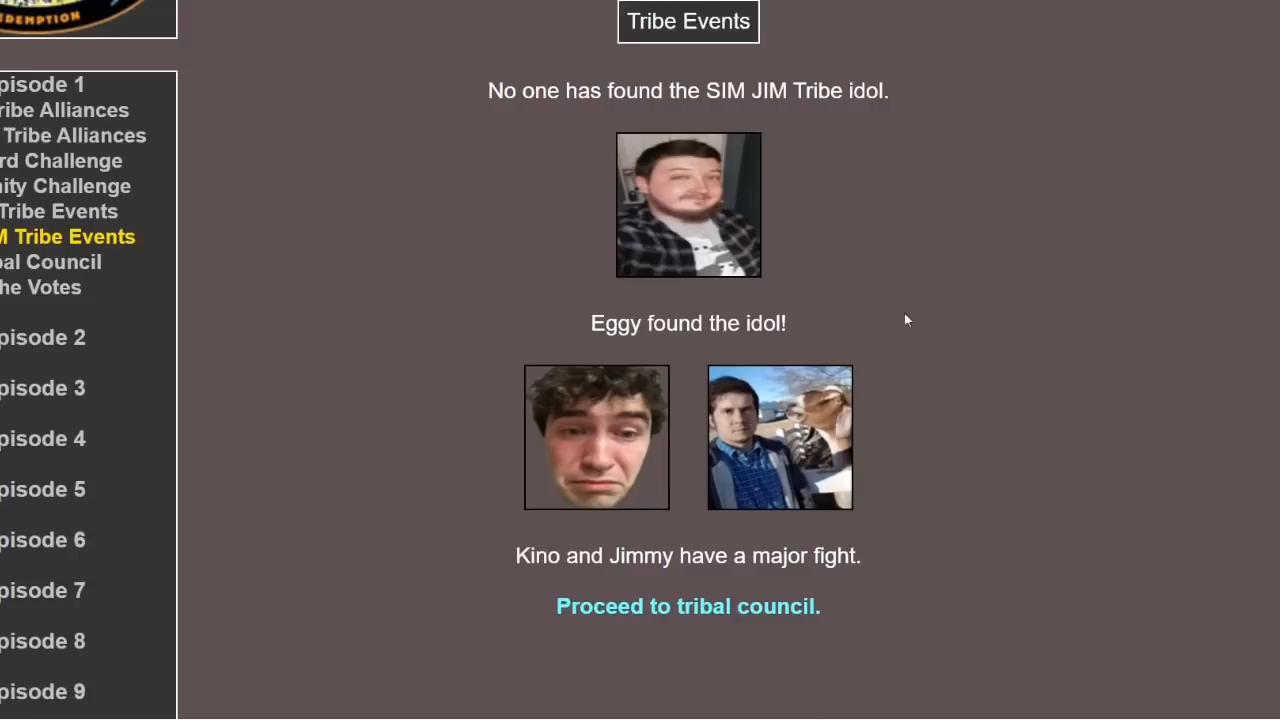 EDEMPTION
Tribe Events
No one has found the SIM JIM Tribe idol.
Eggy found the idol!
Kino and Jimmy have a major fight.
Proceed to tribal council.
pisode 1
ribe Alliances
Tribe Alliances
rd Challenge
nity Challenge
Tribe Events
M Tribe Events
bal Council
he Votes
pisode 2
pisode 3
pisode 4
pisode 5
pisode 6
pisode 7
pisode 8
pisode 9